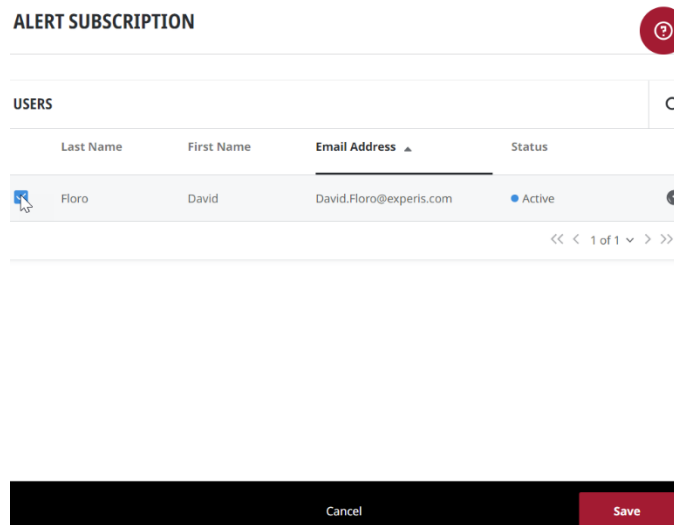 ALERT SUBSCRIPTION
USERS
Last Name First Name Email Address Status
Floro David David.Floro@experis.com Active
<< < 1 of 1 > >>
Cancel Save